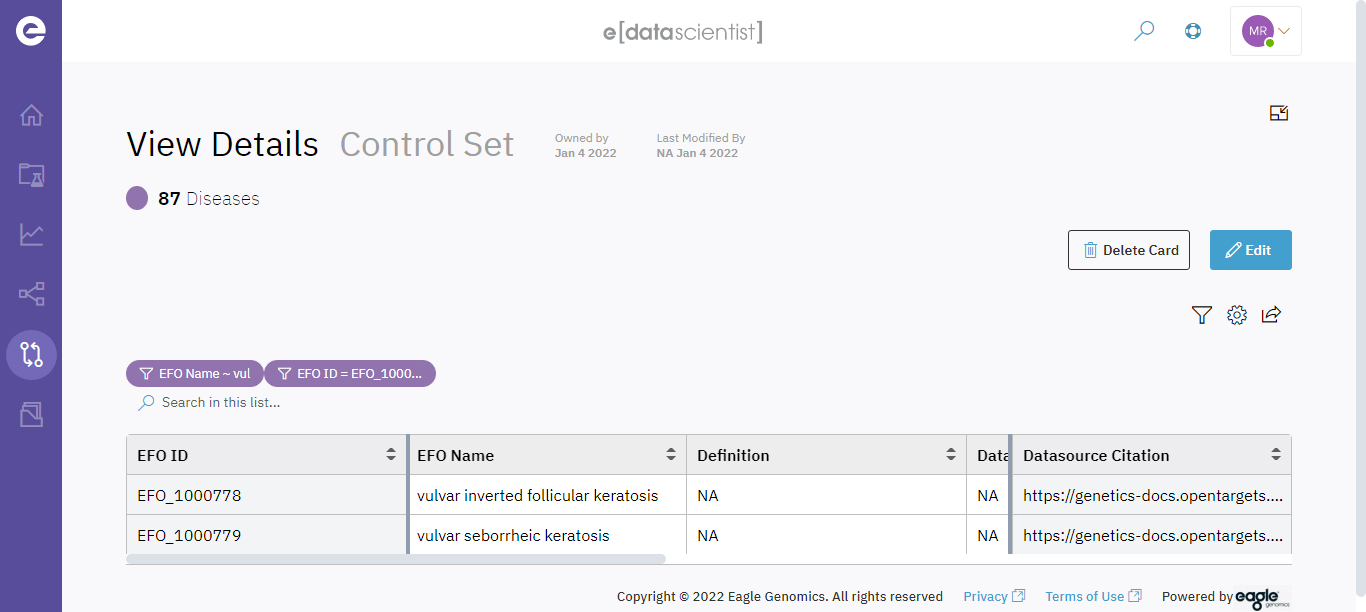 e[datascientist]
MR
View Details Control Set
Owned by
Jan 4 2022
Last Modified By
NA Jan 4 2022
87 Diseases
Delete Card
Edit
EFO Name ~ vul
EFO ID = EFO_1000...
Search in this list...
EFO ID EFO Name Definition Data Datasource Citation
EFO_1000778 vulvar inverted follicular keratosis NA NA https://genetics-docs.opentargets....
EFO_1000779 vulvar seborrheic keratosis NA NA https://genetics-docs.opentargets....
Copyright © 2022 Eagle Genomics. All rights reserved Privacy Terms of Use Powered by eagle genomics